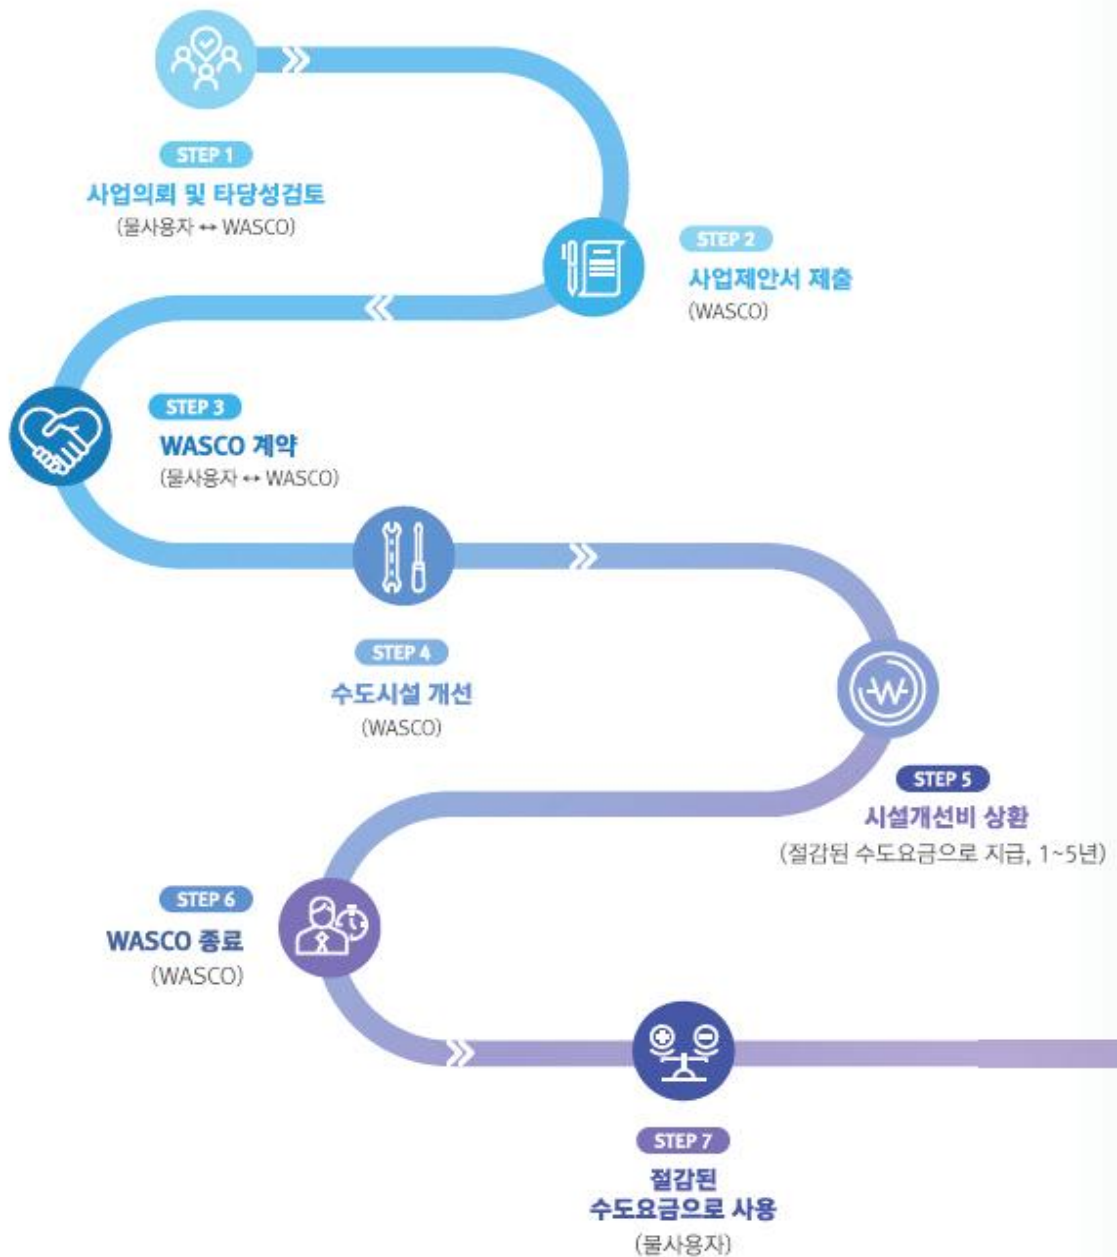 STEP 1
사업의뢰 및 타당성검토
(물사용자 ↔ WASCO)
STEP 2
사업제안서 제출
(WASCO)
STEP 3
WASCO 계약
(물사용자 ↔ WASCO)
STEP 4
수도시설 개선
(WASCO)
W
STEP 5
시설개선비 상환
(절감된 수도요금으로 지급, 1~5년)
STEP 6
WASCO 종료
(WASCO)
STEP 7
절감된
수도요금으로 사용
(물사용자)